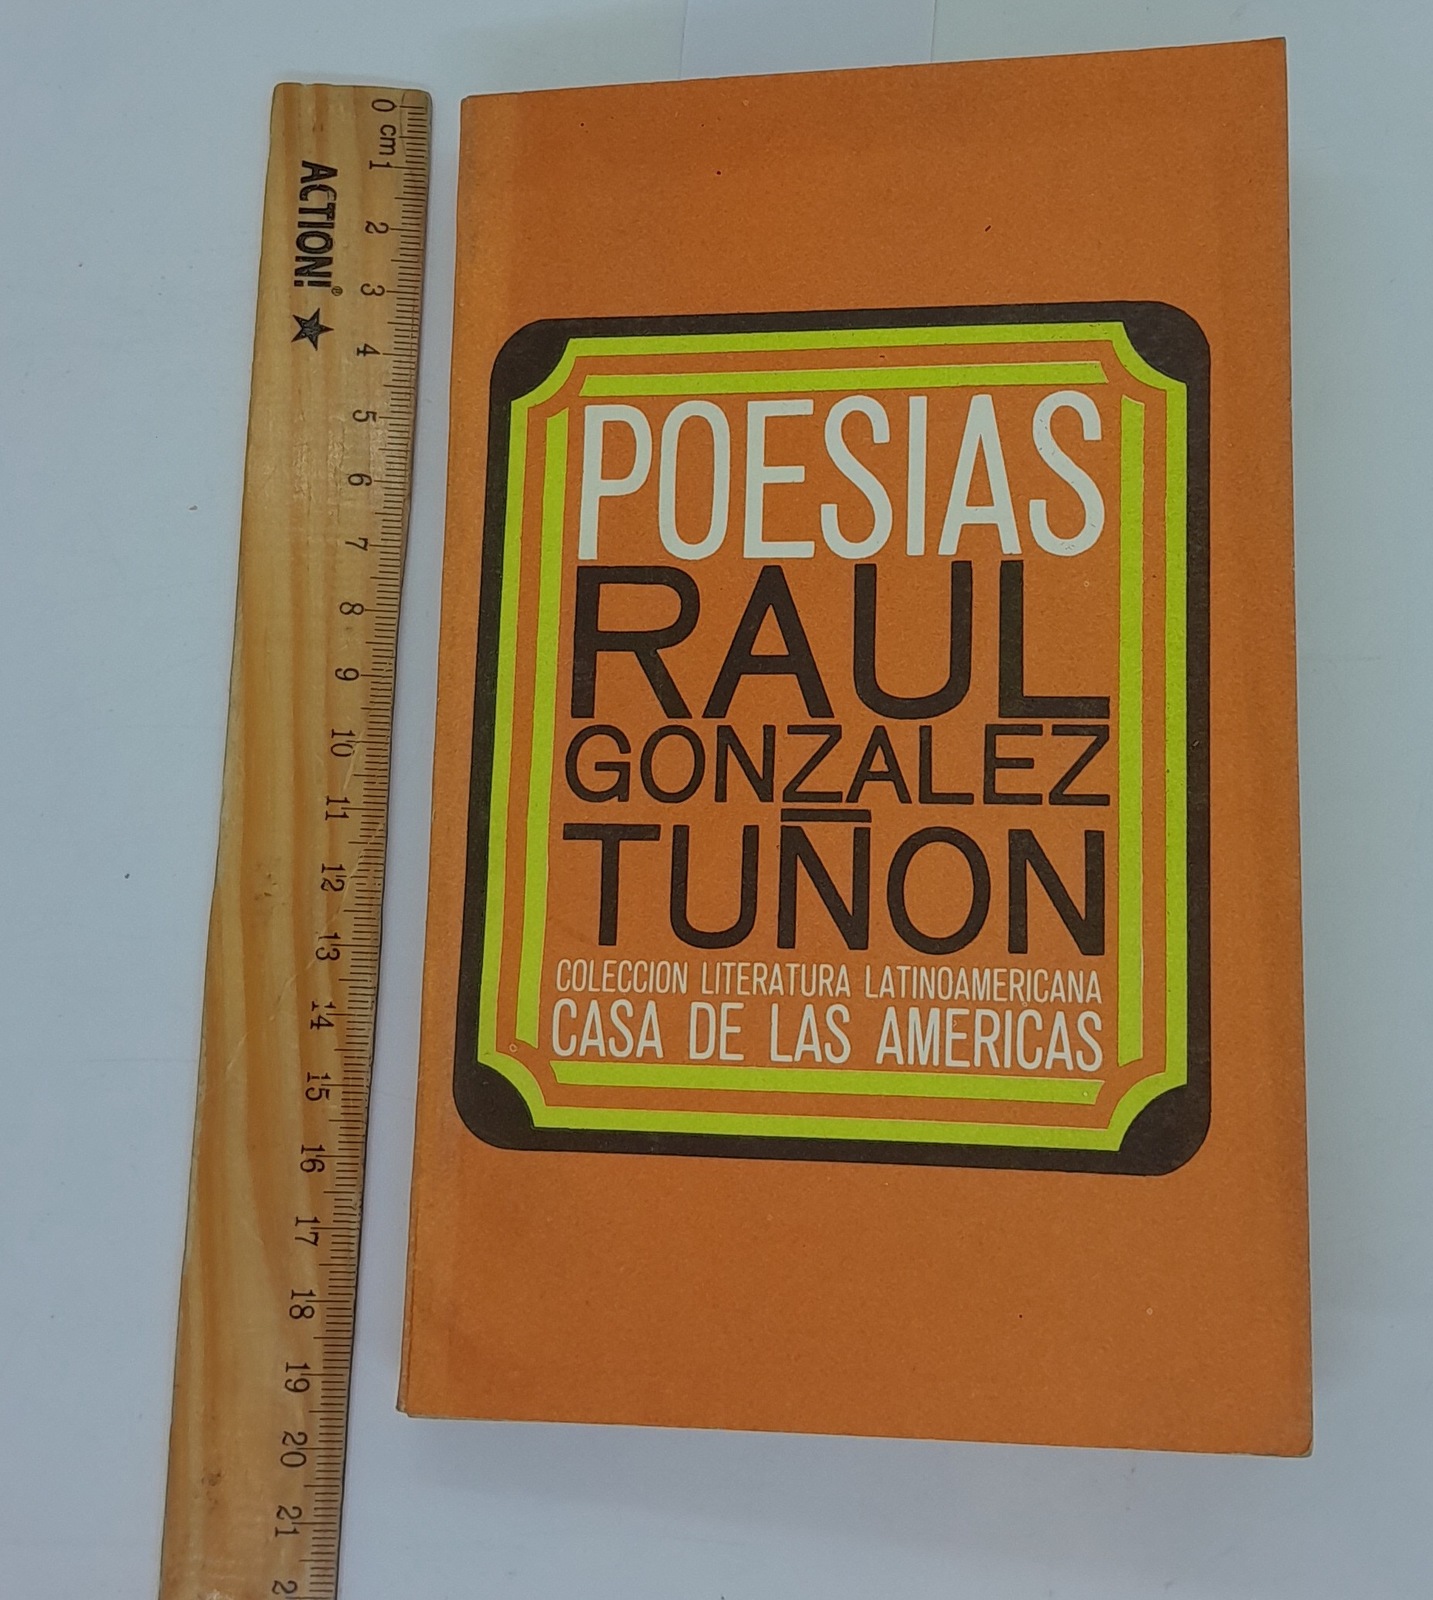 POESIAS
RAUL
GONZALEZ
TUÑON
COLECCION LITERATURA LATINOAMERICANA
CASA DE LAS AMERICAS
ACTION!®
0 cm 1 2 3 4 5 6 7 8 9 10 11 12 13 14 15 16 17 18 19 20 21 2